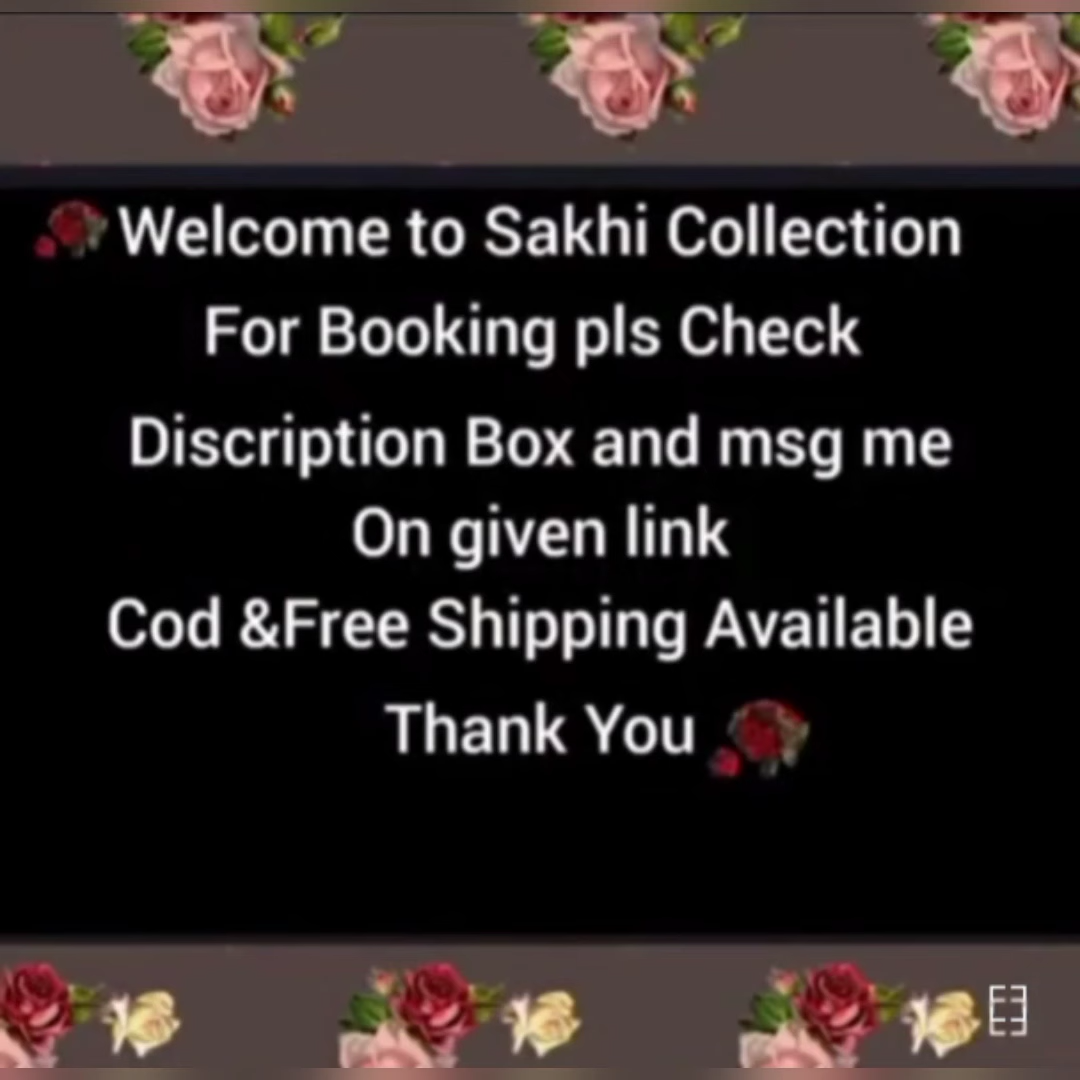 Welcome to Sakhi Collection
For Booking pls Check
Discription Box and msg me
On given link
Cod &Free Shipping Available
Thank You